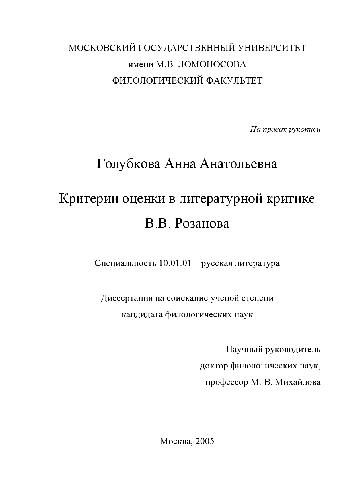 МОСКОВСКИЙ ГОСУДАРСТВЕННЫЙ УНИВЕРСИТЕТ
имени М.В. ЛОМОНОСОВА
ФИЛОЛОГИЧЕСКИЙ ФАКУЛЬТЕТ
На правах рукописи
Голубкова Анна Анатольевна
Критерии оценки в литературной критике
В.В. Розанова
Специальность 10.01.01 – русская литература
Диссертация на соискание ученой степени
кандидата филологических наук
Научный руководитель
доктор филологических наук,
профессор М. В. Михайлова
Москва, 2005